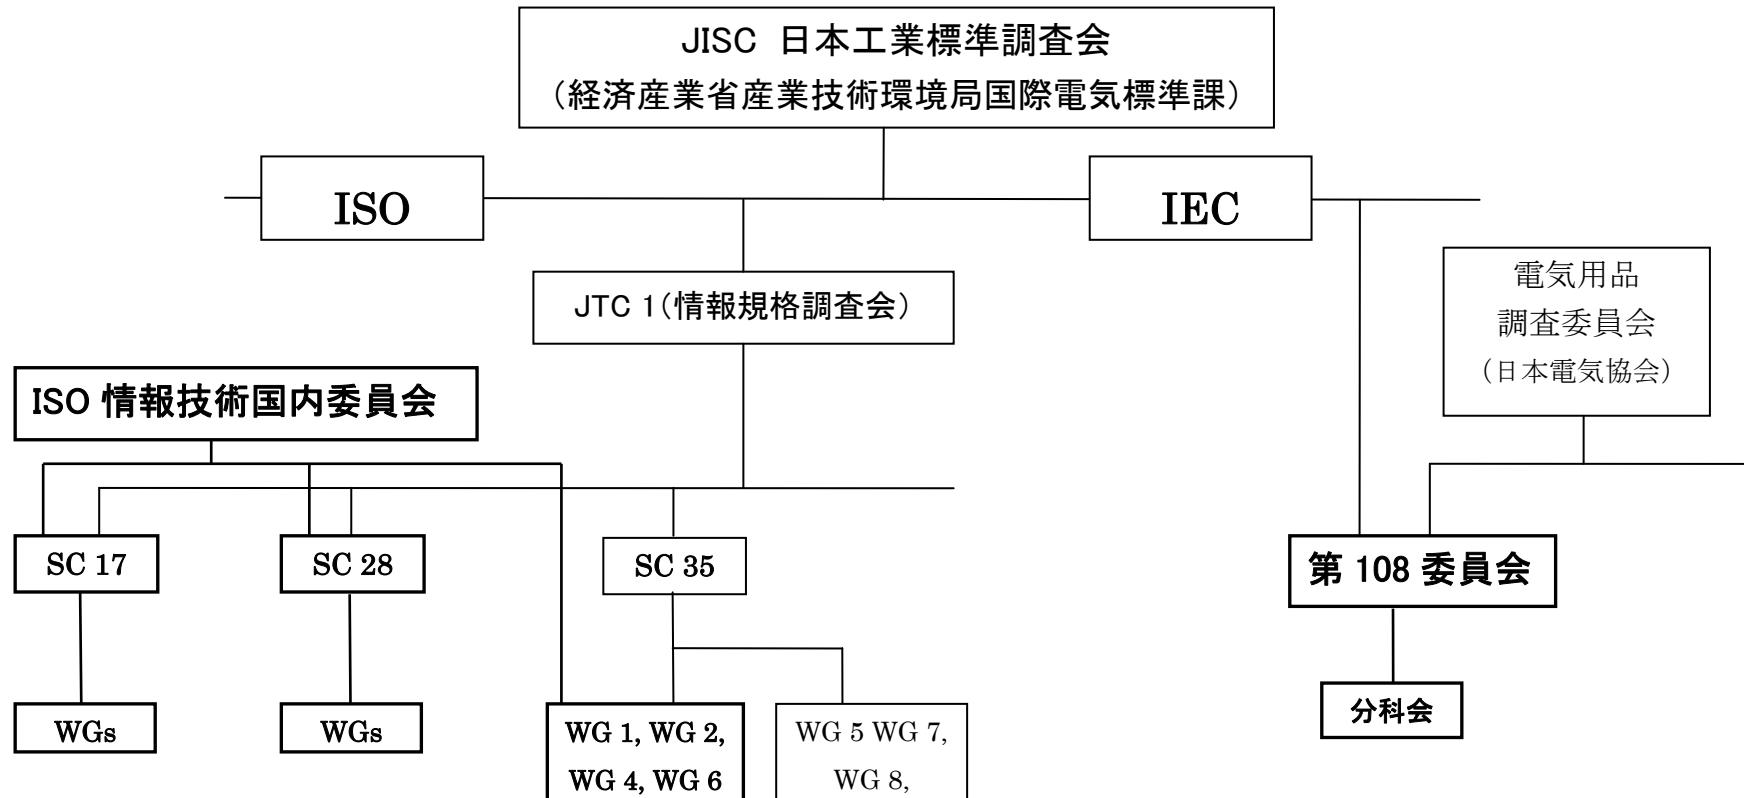 JISC 日本工業標準調査会
（経済産業省産業技術環境局国際電気標準課）
ISO
IEC
電気用品
調査委員会
（日本電気協会）
JTC 1（情報規格調査会）
ISO 情報技術国内委員会
SC 17
SC 28
SC 35
第 108 委員会
分科会
WGs
WGs
WG 1, WG 2,
WG 4, WG 6
WG 5 WG 7,
WG 8,